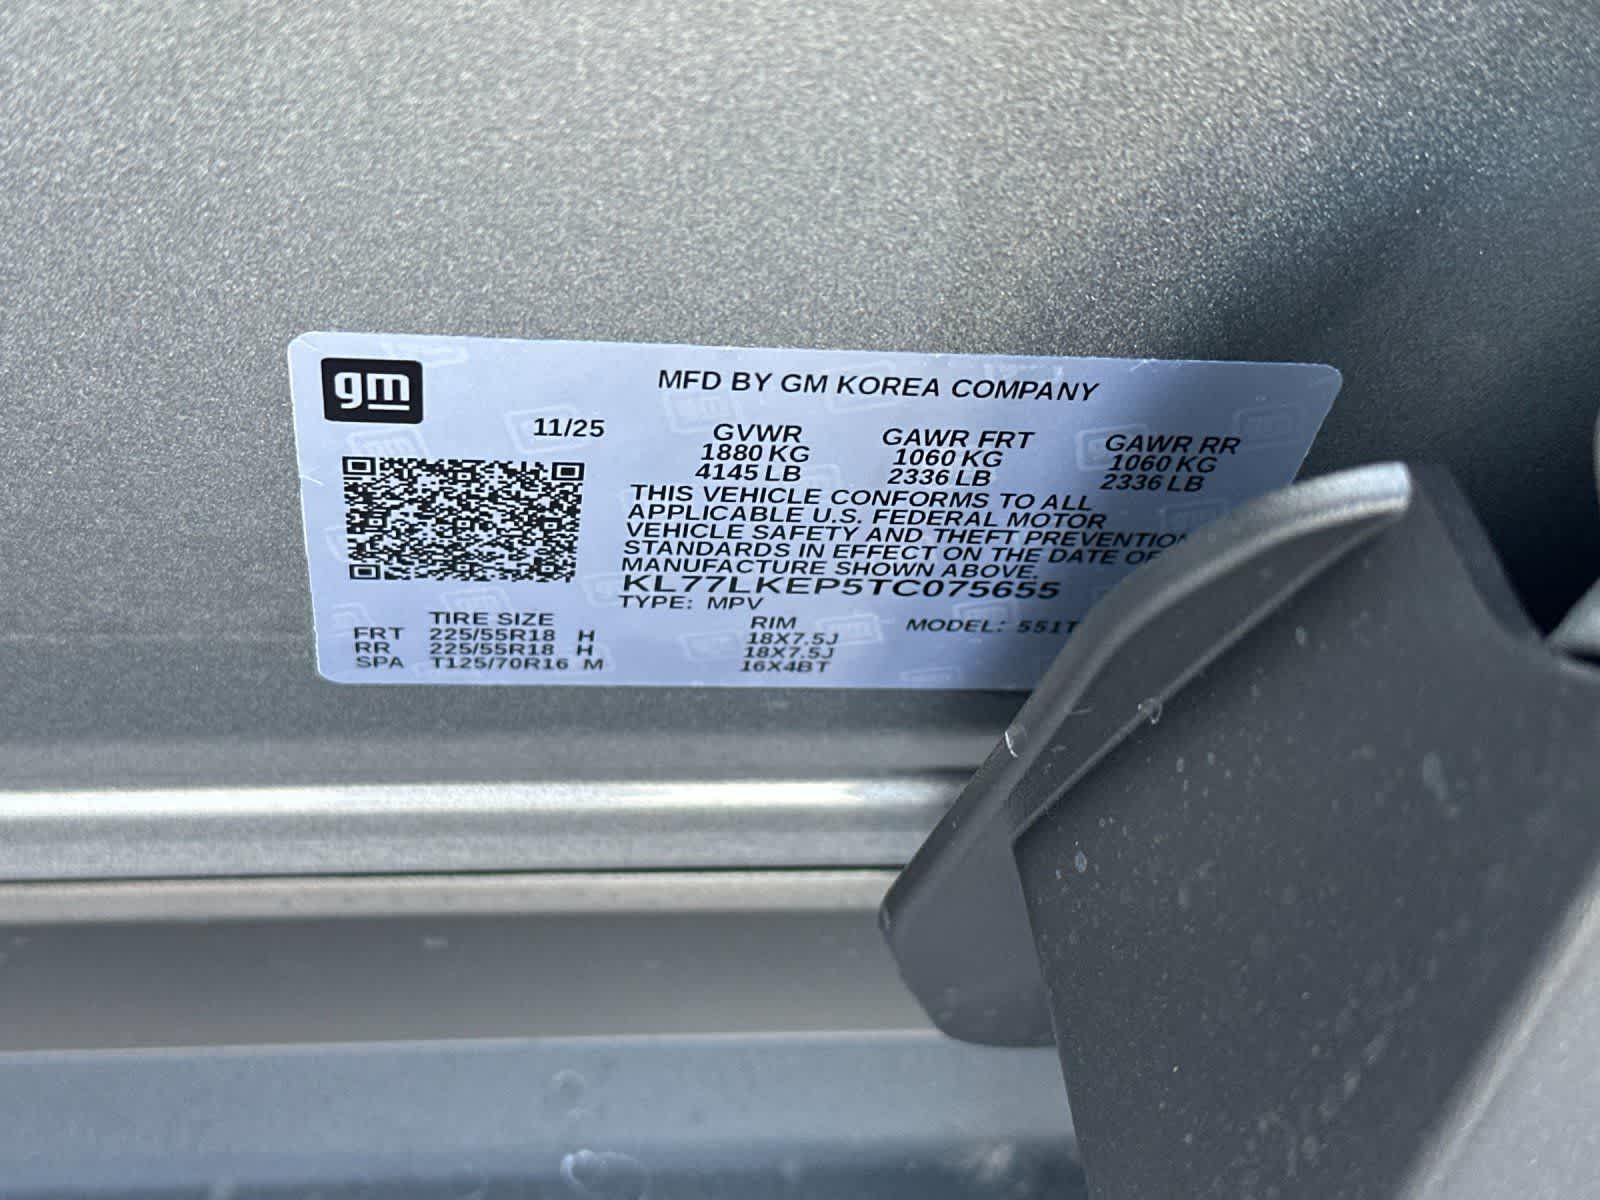 gm
MFD BY GM KOREA COMPANY
11/25 GVWR GAWR FRT GAWR RR
1880 KG 1060 KG 1060 KG
4145 LB 2336 LB 2336 LB
THIS VEHICLE CONFORMS TO ALL
APPLICABLE U.S. FEDERAL MOTOR
VEHICLE SAFETY AND THEFT PREVENTION
STANDARDS IN EFFECT ON THE DATE OF
MANUFACTURE SHOWN ABOVE.
KL77LKEP5TC075655
TYPE: MPV
TIRE SIZE RIM MODEL: 551T
FRT 225/55R18 H 18X7.5J
RR 225/55R18 H 18X7.5J
SPA T125/70R16 M 16X4BT